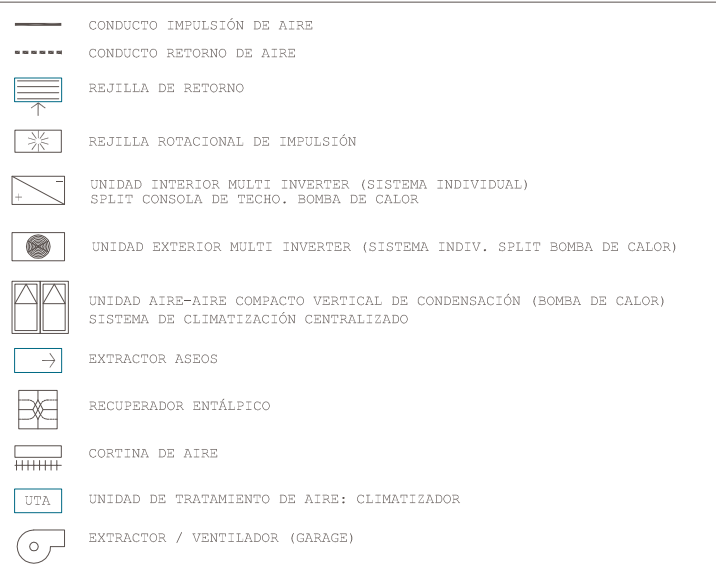 CONDUCTO IMPULSIÓN DE AIRE
CONDUCTO RETORNO DE AIRE
REJILLA DE RETORNO
REJILLA ROTACIONAL DE IMPULSIÓN
UNIDAD INTERIOR MULTI INVERTER (SISTEMA INDIVIDUAL)
SPLIT CONSOLA DE TECHO. BOMBA DE CALOR
UNIDAD EXTERIOR MULTI INVERTER (SISTEMA INDIV. SPLIT BOMBA DE CALOR)
UNIDAD AIRE-AIRE COMPACTO VERTICAL DE CONDENSACIÓN (BOMBA DE CALOR)
SISTEMA DE CLIMATIZACIÓN CENTRALIZADO
EXTRACTOR ASEOS
RECUPERADOR ENTÁLPICO
CORTINA DE AIRE
UTA UNIDAD DE TRATAMIENTO DE AIRE: CLIMATIZADOR
EXTRACTOR / VENTILADOR (GARAGE)